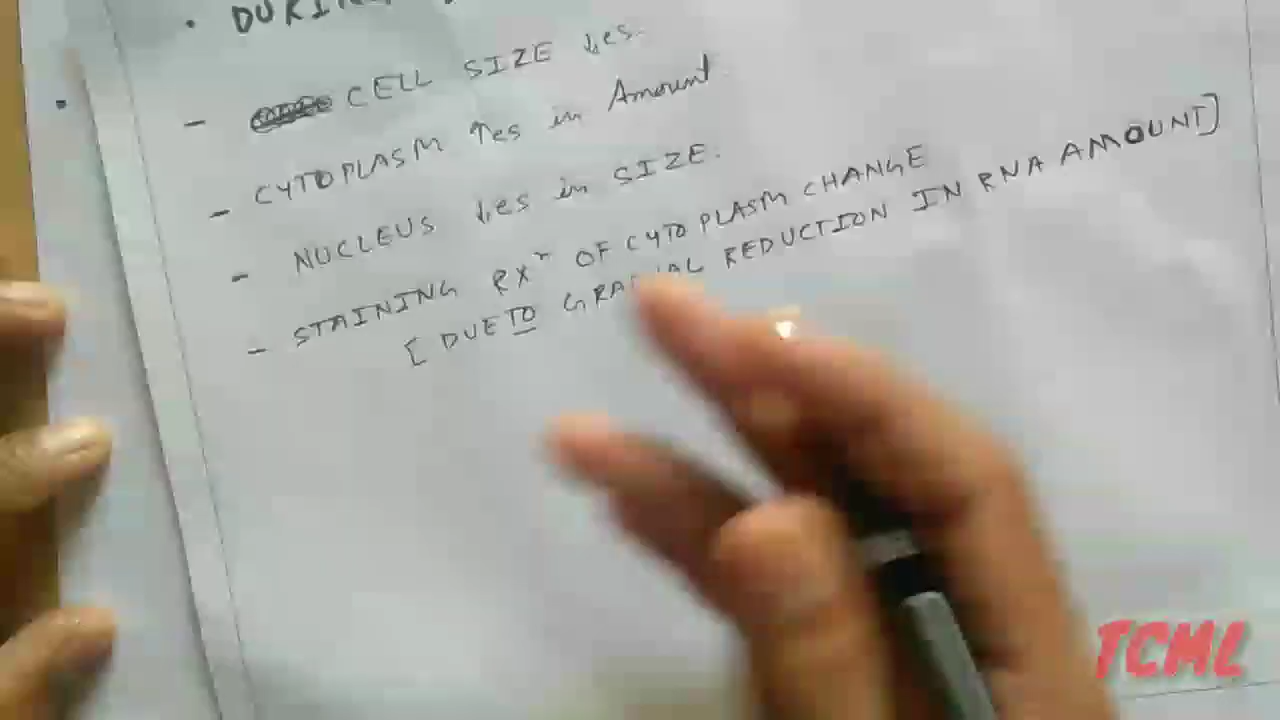 • DURIN
- CELL SIZE ↓es.
- CYTOPLASM ↑es in Amount
- NUCLEUS ↓es in SIZE.
- STAINING RXⁿ OF CYTOPLASM CHANGE
[ DUE TO REDUCTION IN RNA AMOUNT]
TCML